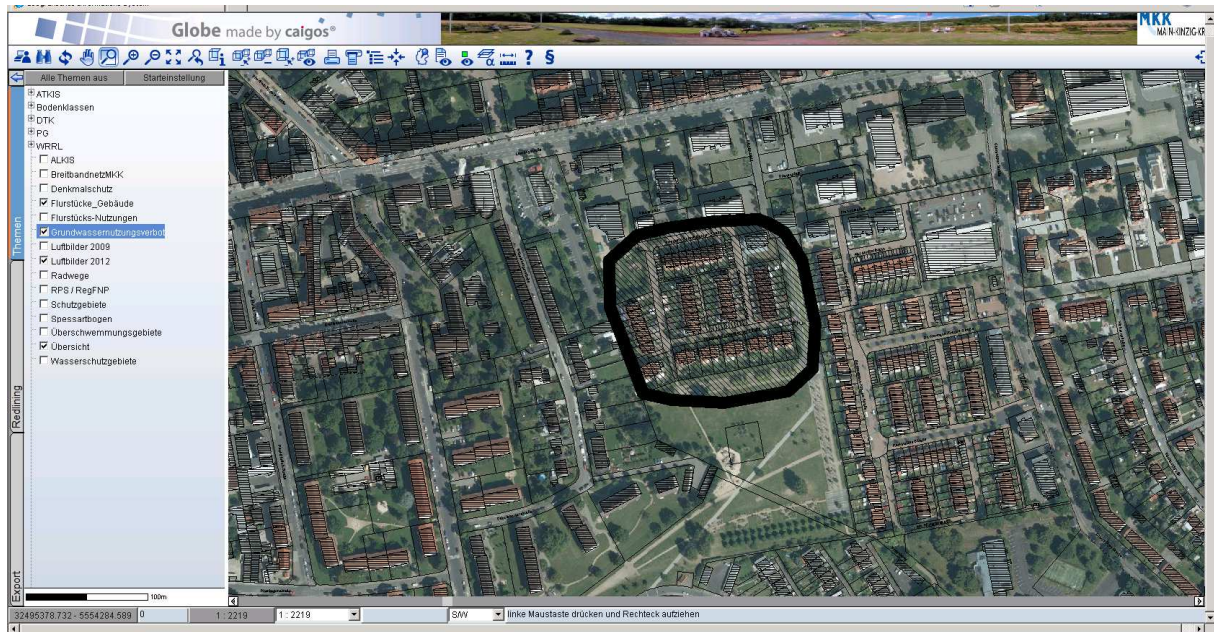 Globe made by caigos®
MKK
MAIN-KINZIG-KR
? §
Alle Themen aus
Starteinstellung
ATKIS
Bodenklassen
DTK
PG
WRRL
ALKIS
BreitbandnetzMKK
Denkmalschutz
Flurstücke_Gebäude
Flurstücks-Nutzungen
Grundwassernutzungsverbot
Luftbilder 2009
Luftbilder 2012
Radwege
RPS / RegFNP
Schutzgebiete
Spessartbogen
Überschwemmungsgebiete
Übersicht
Wasserschutzgebiete
Themen
Redlining
Export
100m
32495378.732 - 5554284.589
0
1 : 2219
1 : 2219
S/W
linke Maustaste drücken und Rechteck aufziehen